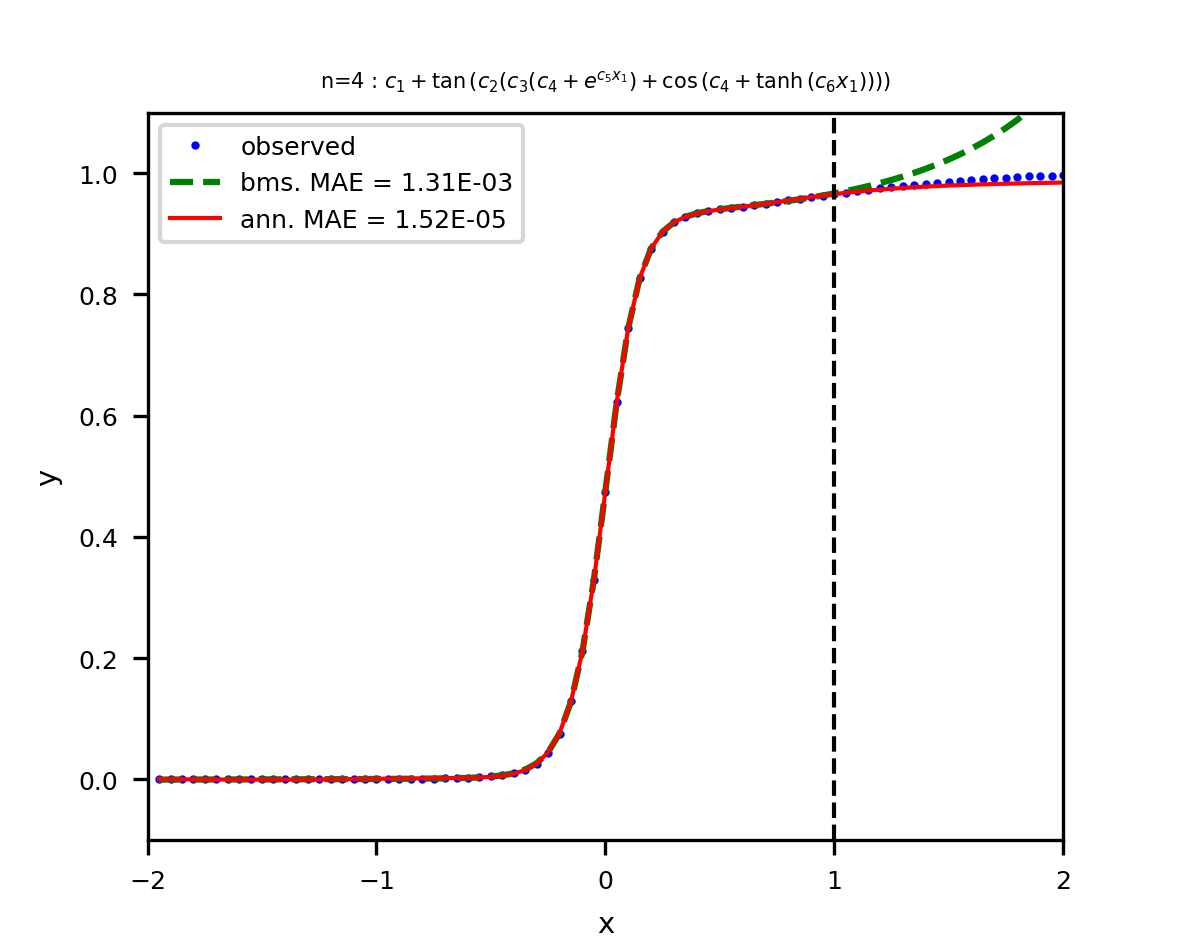 n=4 : c₁ + tan (c₂(c₃(c₄ + e^{c₅x₁}) + cos (c₄ + tanh (c₆x₁))))
observed
bms. MAE = 1.31E-03
ann. MAE = 1.52E-05
1.0
0.8
0.6
0.4
0.2
0.0
y
−2 −1 0 1 2
x